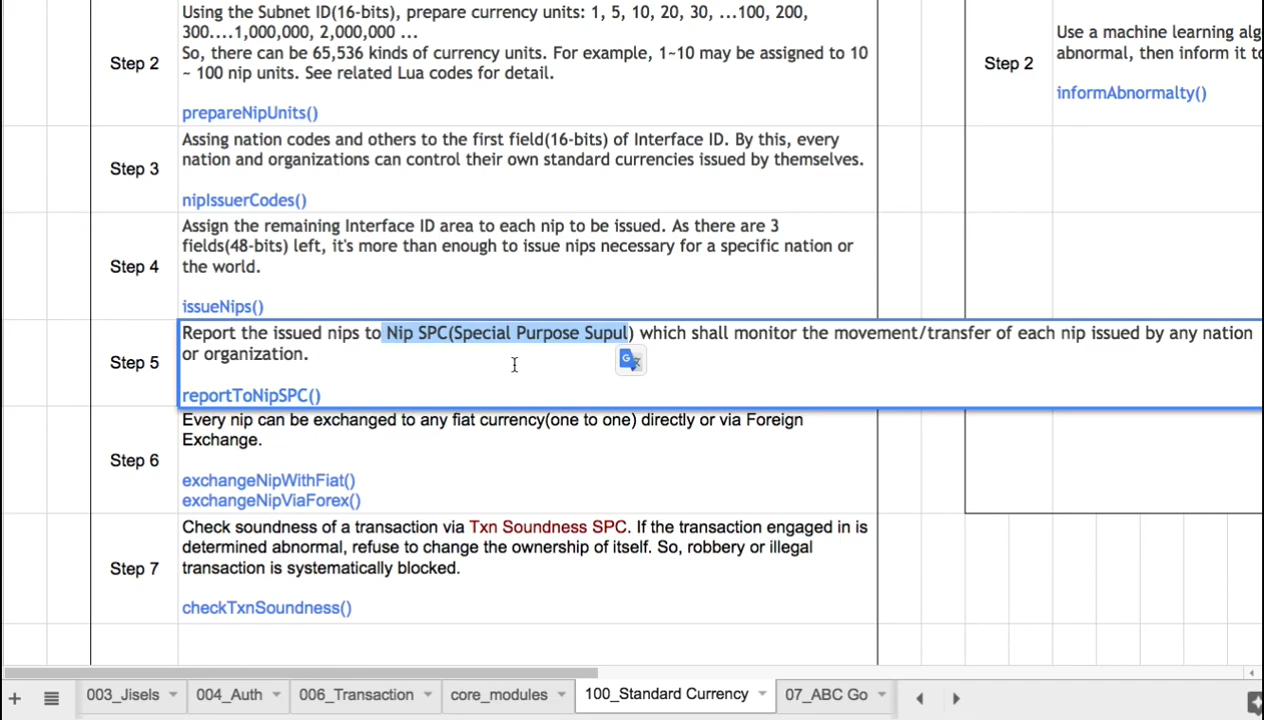 Using the Subnet ID(16-bits), prepare currency units: 1, 5, 10, 20, 30, ...100, 200,
300....1,000,000, 2,000,000 ...
Step 2
So, there can be 65,536 kinds of currency units. For example, 1~10 may be assigned to 10
~ 100 nip units. See related Lua codes for detail.
prepareNipUnits()
Assing nation codes and others to the first field(16-bits) of Interface ID. By this, every
nation and organizations can control their own standard currencies issued by themselves.
Step 3
nipIssuerCodes()
Assign the remaining Interface ID area to each nip to be issued. As there are 3
fields(48-bits) left, it's more than enough to issue nips necessary for a specific nation or
the world.
Step 4
issueNips()
Report the issued nips to Nip SPC(Special Purpose Supul) which shall monitor the movement/transfer of each nip issued by any nation
or organization.
Step 5
reportToNipSPC()
Every nip can be exchanged to any fiat currency(one to one) directly or via Foreign
Exchange.
Step 6
exchangeNipWithFiat()
exchangeNipViaForex()
Check soundness of a transaction via Txn Soundness SPC. If the transaction engaged in is
determined abnormal, refuse to change the ownership of itself. So, robbery or illegal
transaction is systematically blocked.
Step 7
checkTxnSoundness()
Step 2
Use a machine learning alg
abnormal, then inform it to
informAbnormalty()
003_Jisels
004_Auth
006_Transaction
core_modules
100_Standard Currency
07_ABC Go